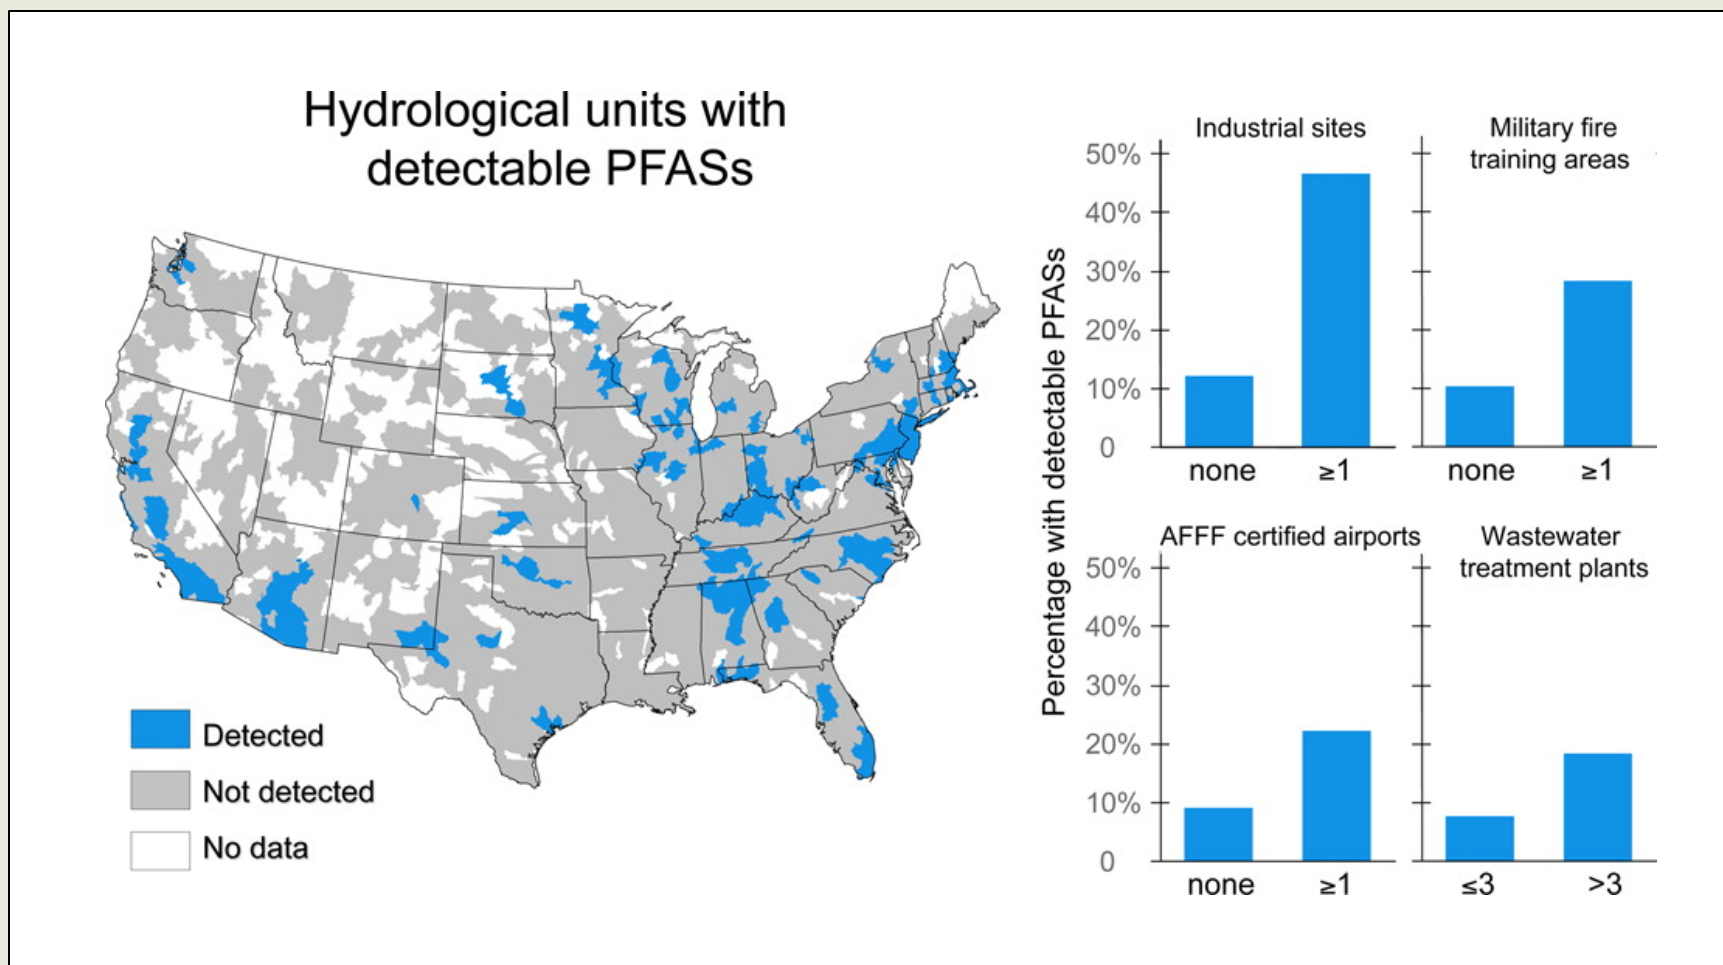 Hydrological units with
detectable PFASs
Detected
Not detected
No data
Percentage with detectable PFASs
Industrial sites
50%
40%
30%
20%
10%
0
none
≥1
Military fire
training areas
none
≥1
AFFF certified airports
50%
40%
30%
20%
10%
0
none
≥1
Wastewater
treatment plants
≤3
>3